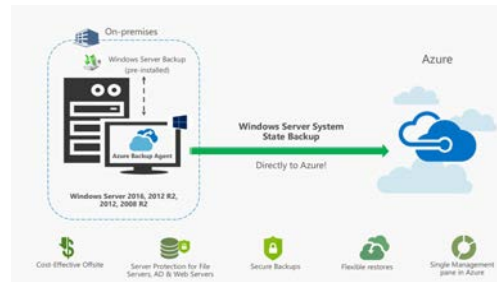 On-premises
Windows Server Backup
(pre-installed)
Azure
Azure Backup Agent
Windows Server System
State Backup
Directly to Azure!
Windows Server 2016, 2012 R2,
2012, 2008 R2
Cost-Effective Offsite
Server Protection for File
Servers, AD & Web Servers
Secure Backups
Flexible restores
Single Management
pane in Azure